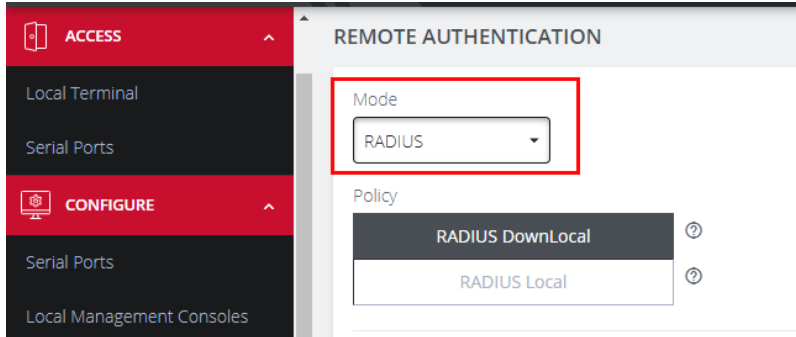 ACCESS
Local Terminal
Serial Ports
CONFIGURE
Serial Ports
Local Management Consoles
REMOTE AUTHENTICATION
Mode
RADIUS
Policy
RADIUS DownLocal
RADIUS Local